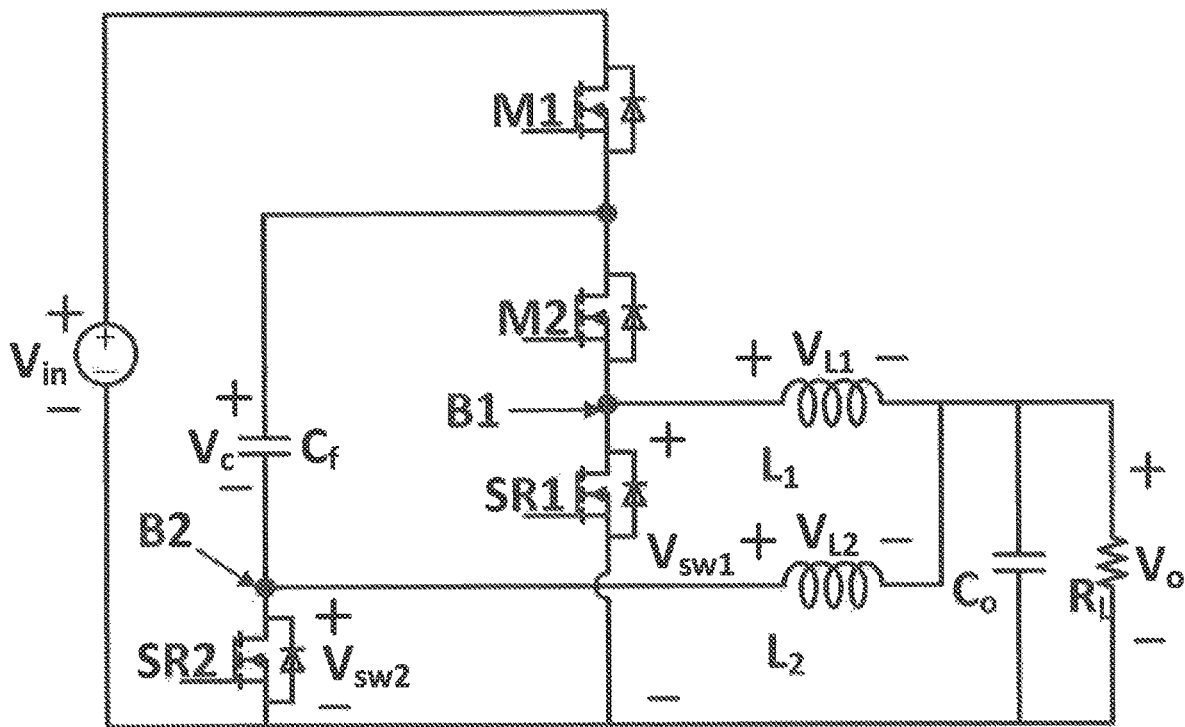 M1
M2
+
V_in
−
+
−
+
V_c
−
C_f
B1
+
V_L1
−
L_1
+
SR1
V_sw1
−
B2
+
V_L2
−
L_2
SR2
+
V_sw2
−
C_o
R_L
+
V_o
−